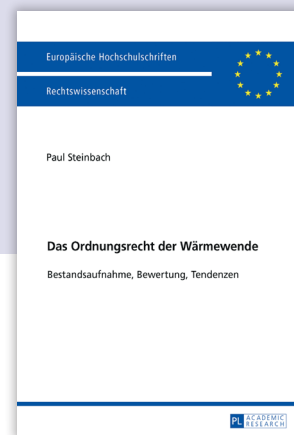 Europäische Hochschulschriften
Rechtswissenschaft
Paul Steinbach
Das Ordnungsrecht der Wärmewende
Bestandsaufnahme, Bewertung, Tendenzen
PL ACADEMIC
RESEARCH